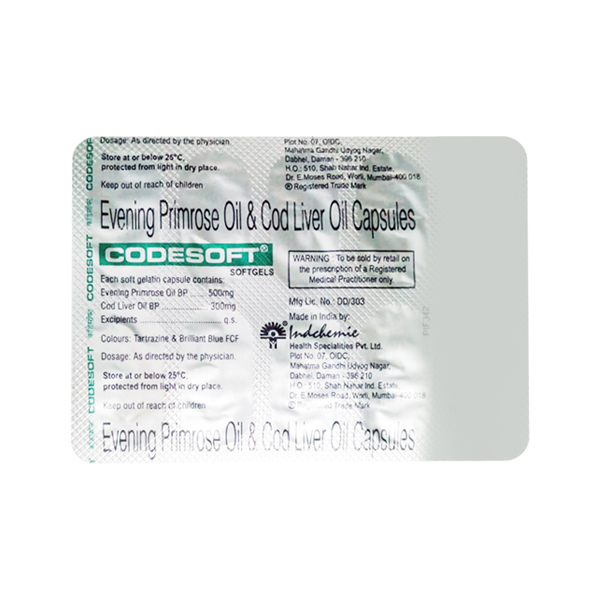 Dosage: As directed by the physician.
Store at or below 25°C,
protected from light in dry place.
Keep out of reach of children
Plot No. 07, OIDC,
Mahatma Gandhi Udyog Nagar,
Dabhel, Daman - 396 210
H.O.: 510, Shah Nahar Ind. Estate,
Dr. E.Moses Road, Worli, Mumbai-400 018
® Registered Trade Mark
Evening Primrose Oil & Cod Liver Oil Capsules
CODESOFT®
SOFTGELS
Each soft gelatin capsule contains:
Evening Primrose Oil BP ..... 500mg
Cod Liver Oil BP ..... 300mg
Excipients ..... q.s.
Colours: Tartrazine & Brilliant Blue FCF
Dosage: As directed by the physician.
Store at or below 25°C,
protected from light in dry place.
Keep out of reach of children
WARNING : To be sold by retail on
the prescription of a Registered
Medical Practitioner only
Mfg Lic. No.: DD/303
Made in India by:
Indchemie
Health Specialities Pvt. Ltd.
Plot No. 07, OIDC,
Mahatma Gandhi Udyog Nagar,
Dabhel, Daman - 396 210
H.O.: 510, Shah Nahar Ind. Estate,
Dr. E.Moses Road, Worli, Mumbai-400 018
® Registered Trade Mark
Evening Primrose Oil & Cod Liver Oil Capsules
CODESOFT
CODESOFT
CODESOFT